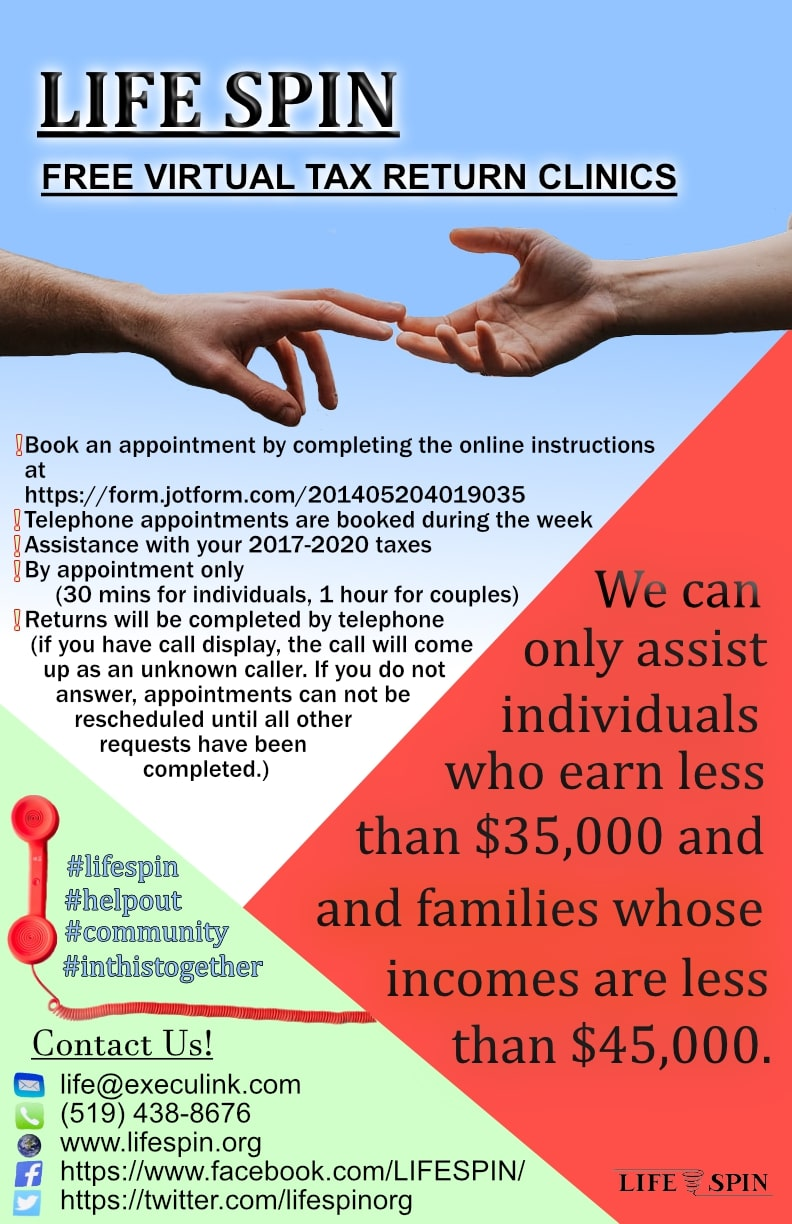 LIFE SPIN
FREE VIRTUAL TAX RETURN CLINICS
Book an appointment by completing the online instructions
at
https://form.jotform.com/201405204019035
Telephone appointments are booked during the week
Assistance with your 2017-2020 taxes
By appointment only
(30 mins for individuals, 1 hour for couples)
Returns will be completed by telephone
(if you have call display, the call will come
up as an unknown caller. If you do not
answer, appointments can not be
rescheduled until all other
requests have been
completed.)
We can
only assist
individuals
who earn less
than $35,000 and
and families whose
incomes are less
than $45,000.
#lifespin
#helpout
#community
#inthistogether
Contact Us!
life@execulink.com
(519) 438-8676
www.lifespin.org
https://www.facebook.com/LIFESPIN/
https://twitter.com/lifespinorg
LIFE SPIN